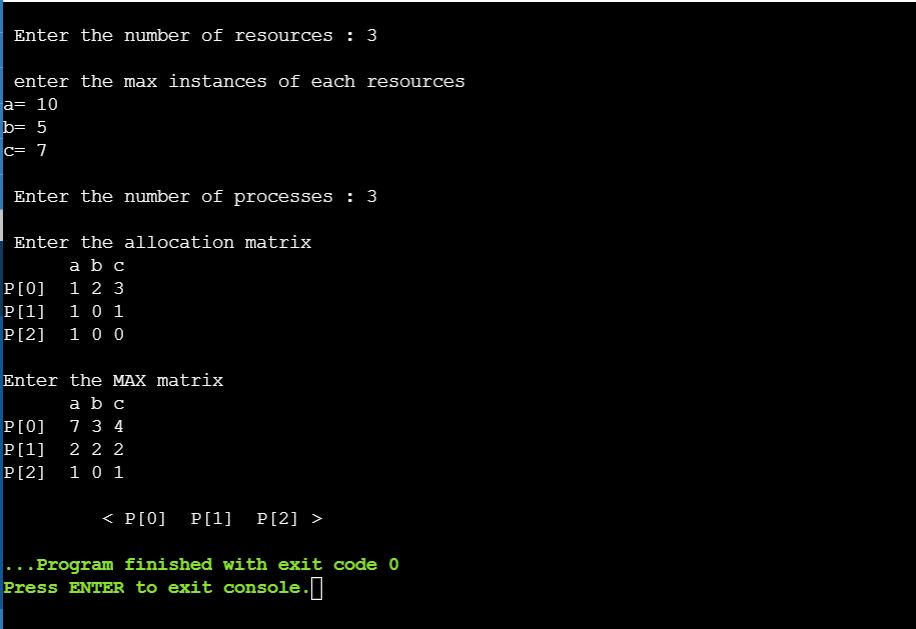 Enter the number of resources : 3
enter the max instances of each resources
a= 10
b= 5
c= 7
Enter the number of processes : 3
Enter the allocation matrix
a b c
P[0] 1 2 3
P[1] 1 0 1
P[2] 1 0 0
Enter the MAX matrix
a b c
P[0] 7 3 4
P[1] 2 2 2
P[2] 1 0 1
< P[0] P[1] P[2] >
...Program finished with exit code 0
Press ENTER to exit console.